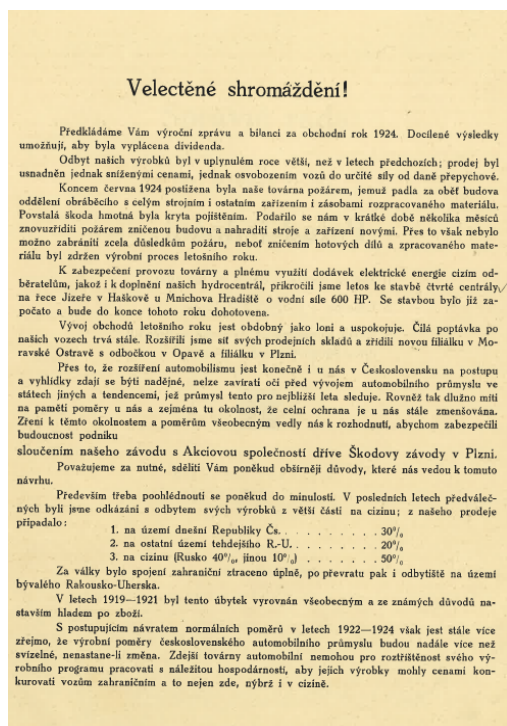 Velectěné shromáždění!
Předkládáme Vám výroční zprávu a bilanci za obchodní rok 1924. Docílené výsledky
umožňují, aby byla vyplácena dividenda.
Odbyt našich výrobků byl v uplynulém roce větší, než v letech předchozích; prodej byl
usnadněn jednak sníženými cenami, jednak osvobozením vozů do určité síly od daně přepychové.
Koncem června 1924 postižena byla naše továrna požárem, jemuž padla za oběť budova
oddělení obráběcího s celým strojním i ostatním zařízením i zásobami rozpracovaného materiálu.
Povstalá škoda hmotná byla kryta pojištěním. Podařilo se nám v krátké době několika měsíců
znovuzříditi požárem zničenou budovu a nahraditi stroje a zařízení novými. Přes to však nebylo
možno zabrániti zcela důsledkům požáru, neboť zničením hotových dílů a zpracovaného mate-
riálu byl zdržen výrobní proces letošního roku.
K zabezpečení provozu továrny a plnému využití dodávek elektrické energie cizím od-
běratelům, jakož i k doplnění našich hydrocentrál, přikročili jsme letos ke stavbě čtvrté centrály
na řece Jizeře v Haškově u Mnichova Hradiště o vodní síle 600 HP. Se stavbou bylo již za-
počato a bude do konce tohoto roku dohotovena.
Vývoj obchodů letošního roku jest obdobný jako loni a uspokojuje. Čilá poptávka po
našich vozech trvá stále. Rozšířili jsme síť svých prodejních skladů a zřídili novou filiálku v Mo-
ravské Ostravě s odbočkou v Opavě a filiálku v Plzni.
Přes to, že rozšíření automobilismu jest konečně i u nás v Československu na postupu
a vyhlídky zdají se býti nadějné, nelze zavírati oči před vývojem automobilního průmyslu ve
státech jiných a tendencemi, jež průmysl tento pro nejbližší léta sleduje. Rovněž tak dlužno míti
na paměti poměry u nás a zejména tu okolnost, že celní ochrana je u nás stále zmenšována.
Zření k těmto okolnostem a poměrům všeobecným vedly nás k rozhodnutí, abychom zabezpečili
budoucnost podniku
sloučením našeho závodu s Akciovou společností dříve Škodovy závody v Plzni.
Považujeme za nutné, sděliti Vám poněkud obšírněji důvody, které nás vedou k tomuto
návrhu.
Především třeba poohlédnouti se poněkud do minulosti. V posledních letech předváleč-
ných byli jsme odkázáni s odbytem svých výrobků z větší části na cizinu; z našeho prodeje
připadalo:
1. na území dnešní Republiky Čs. . . . . . . . . . 30%
2. na ostatní území tehdejšího R.-U. . . . . . . . 20%
3. na cizinu (Rusko 40%, jinou 10%) . . . . . . 50%
Za války bylo spojení zahraniční ztraceno úplně, po převratu pak i odbytiště na území
bývalého Rakousko-Uherska.
V letech 1919—1921 byl tento úbytek vyrovnán všeobecným a ze známých důvodů na-
stavším hladem po zboží.
S postupujícím návratem normálních poměrů v letech 1922—1924 však jest stále více
zřejmo, že výrobní poměry československého automobilního průmyslu budou nadále více než
svízelné, nenastane-li změna. Zdejší továrny automobilní nemohou pro roztříštěnost svého vý-
robního programu pracovati s náležitou hospodárností, aby jejich výrobky mohly cenami kon-
kurovati vozům zahraničním a to nejen zde, nýbrž i v cizině.